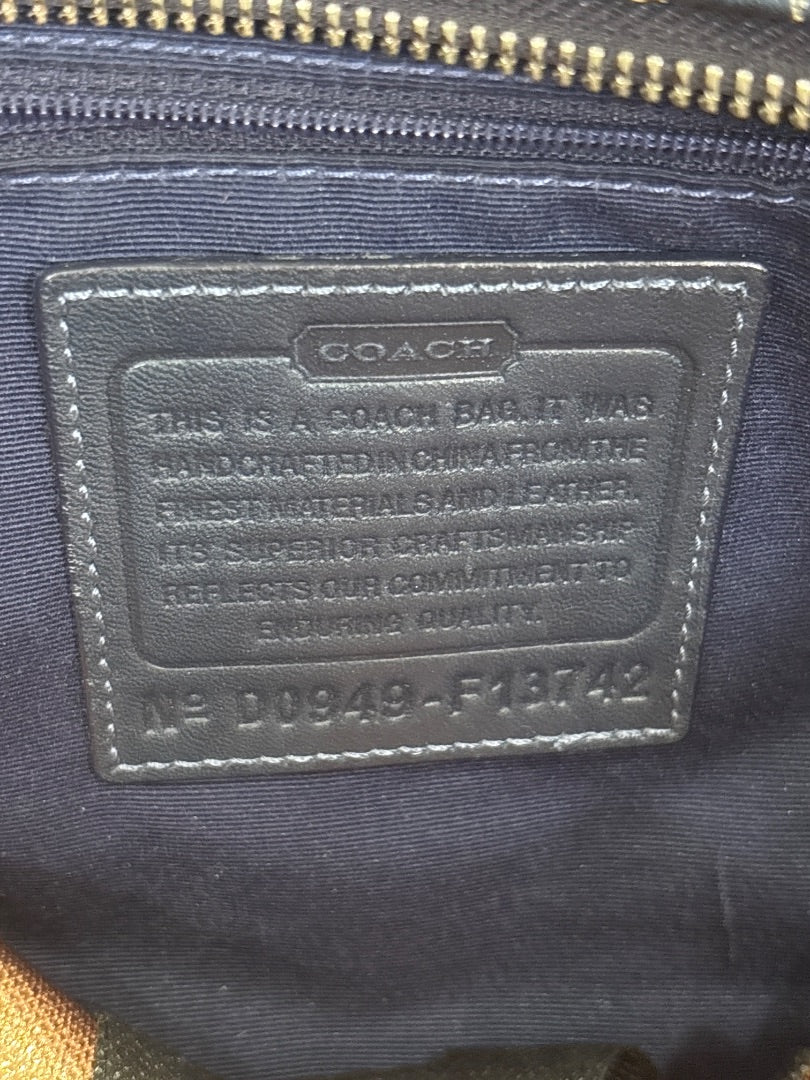 COACH
THIS IS A COACH BAG. IT WAS
HANDCRAFTED IN CHINA FROM THE
FINEST MATERIALS AND LEATHER.
ITS SUPERIOR CRAFTSMANSHIP
REFLECTS OUR COMMITMENT TO
ENDURING QUALITY.
Nº D0949-F13742